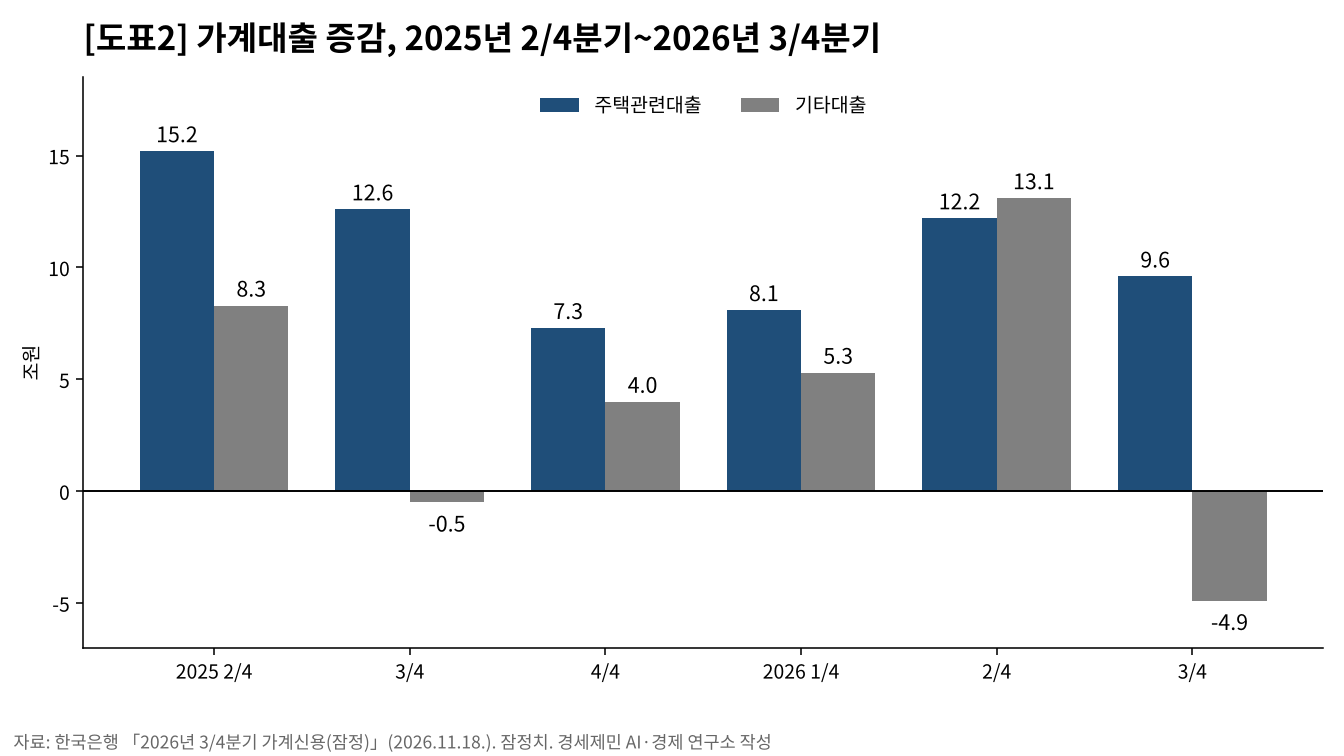 [도표2] 가계대출 증감, 2025년 2/4분기~2026년 3/4분기
주택관련대출 기타대출
조원
15
10
5
0
-5
15.2 8.3
12.6 -0.5
7.3 4.0
8.1 5.3
12.2 13.1
9.6 -4.9
2025 2/4 3/4 4/4 2026 1/4 2/4 3/4
자료: 한국은행 「2026년 3/4분기 가계신용(잠정)」(2026.11.18.). 잠정치. 경세제민 AI·경제 연구소 작성